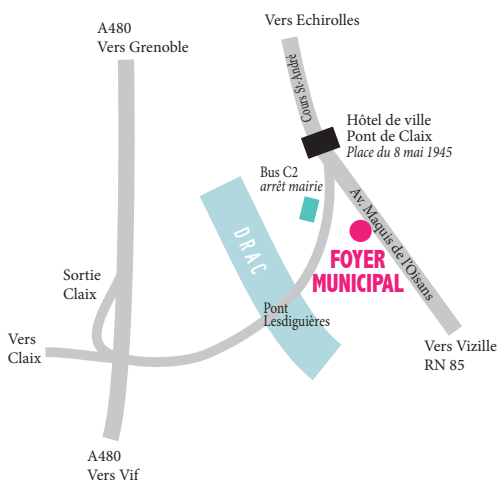 A480
Vers Grenoble
Vers Echirolles
Cours St-André
Hôtel de ville
Pont de Claix
Place du 8 mai 1945
Bus C2
arrêt mairie
Av. Maquis de l'Oisans
DRAC
FOYER
MUNICIPAL
Sortie
Claix
Pont
Lesdiguières
Vers
Claix
Vers Vizille
RN 85
A480
Vers Vif